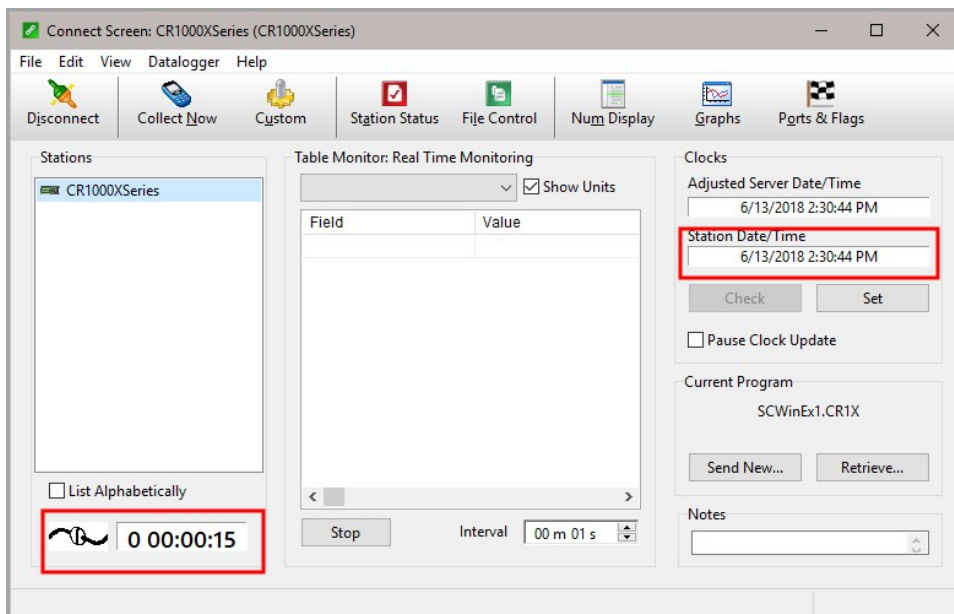 Connect Screen: CR1000XSeries (CR1000XSeries)
File Edit View Datalogger Help
Disconnect Collect Now Custom Station Status File Control Num Display Graphs Ports & Flags
Stations
CR1000XSeries
List Alphabetically
0 00:00:15
Table Monitor: Real Time Monitoring
Show Units
Field Value
Stop Interval 00 m 01 s
Clocks
Adjusted Server Date/Time
6/13/2018 2:30:44 PM
Station Date/Time
6/13/2018 2:30:44 PM
Check Set
Pause Clock Update
Current Program
SCWinEx1.CR1X
Send New... Retrieve...
Notes